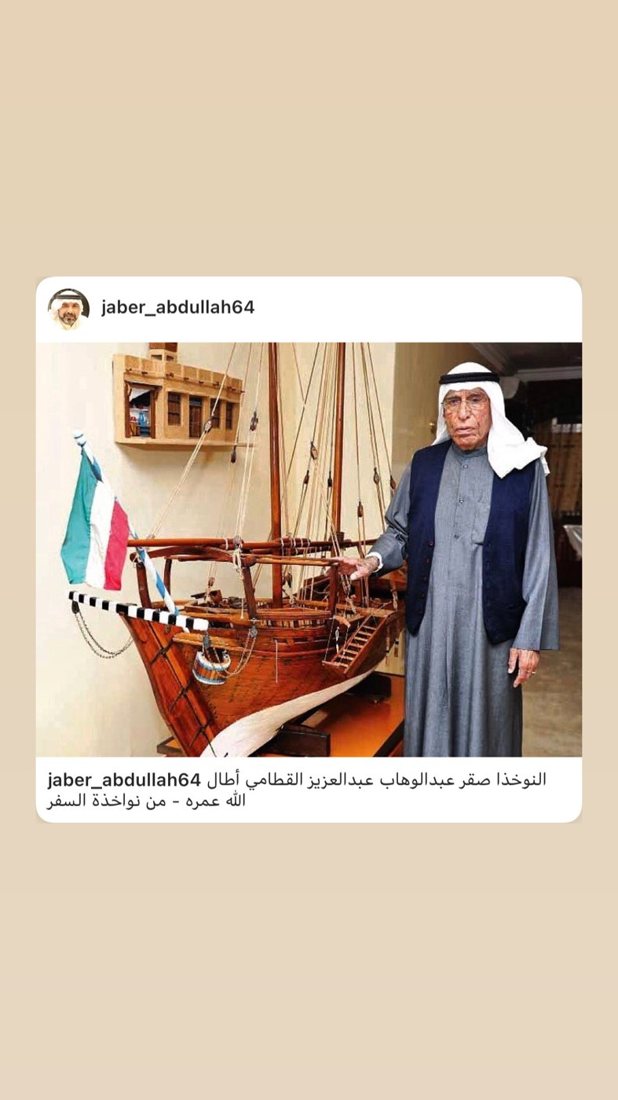 jaber_abdullah64
jaber_abdullah64 النوخذا صقر عبدالوهاب عبدالعزيز القطامي أطال
الله عمره - من نواخذة السفر